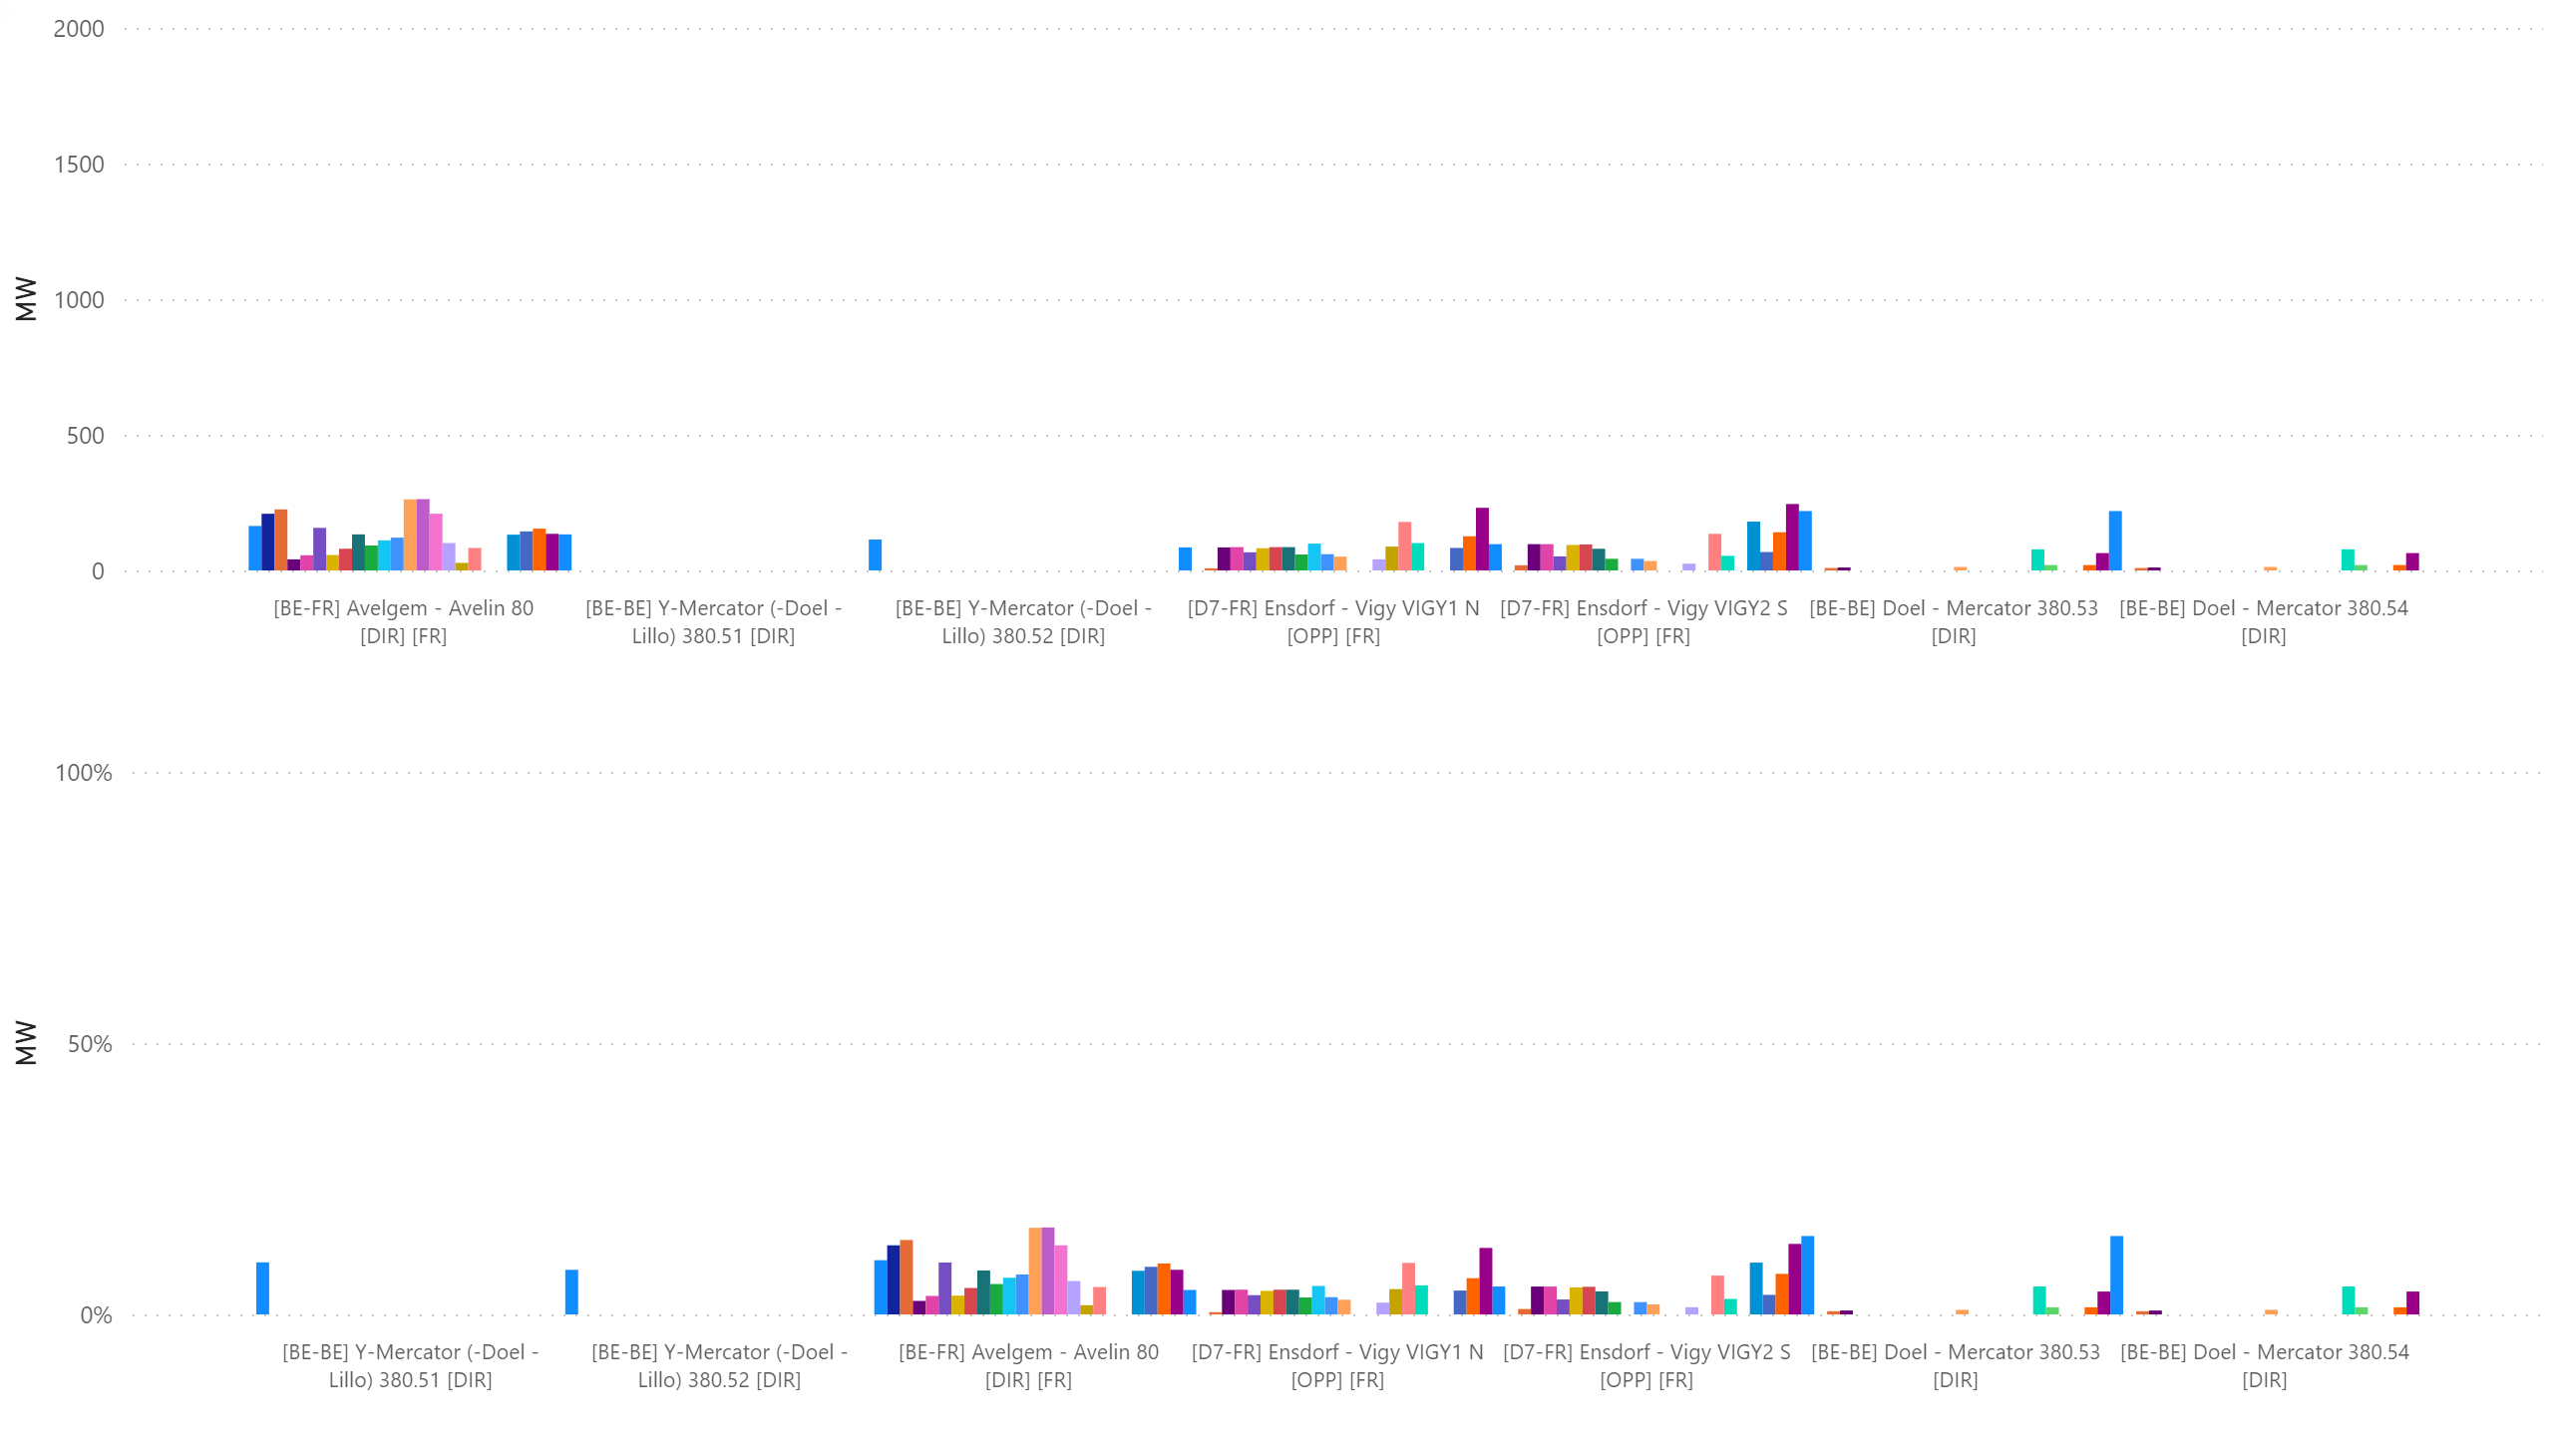 2000
1500
MW
1000
500
0
[BE-FR] Avelgem - Avelin 80
[DIR] [FR]
[BE-BE] Y-Mercator (-Doel -
Lillo) 380.51 [DIR]
[BE-BE] Y-Mercator (-Doel -
Lillo) 380.52 [DIR]
[D7-FR] Ensdorf - Vigy VIGY1 N
[OPP] [FR]
[D7-FR] Ensdorf - Vigy VIGY2 S
[OPP] [FR]
[BE-BE] Doel - Mercator 380.53
[DIR]
[BE-BE] Doel - Mercator 380.54
[DIR]
100%
MW
50%
0%
[BE-BE] Y-Mercator (-Doel -
Lillo) 380.51 [DIR]
[BE-BE] Y-Mercator (-Doel -
Lillo) 380.52 [DIR]
[BE-FR] Avelgem - Avelin 80
[DIR] [FR]
[D7-FR] Ensdorf - Vigy VIGY1 N
[OPP] [FR]
[D7-FR] Ensdorf - Vigy VIGY2 S
[OPP] [FR]
[BE-BE] Doel - Mercator 380.53
[DIR]
[BE-BE] Doel - Mercator 380.54
[DIR]